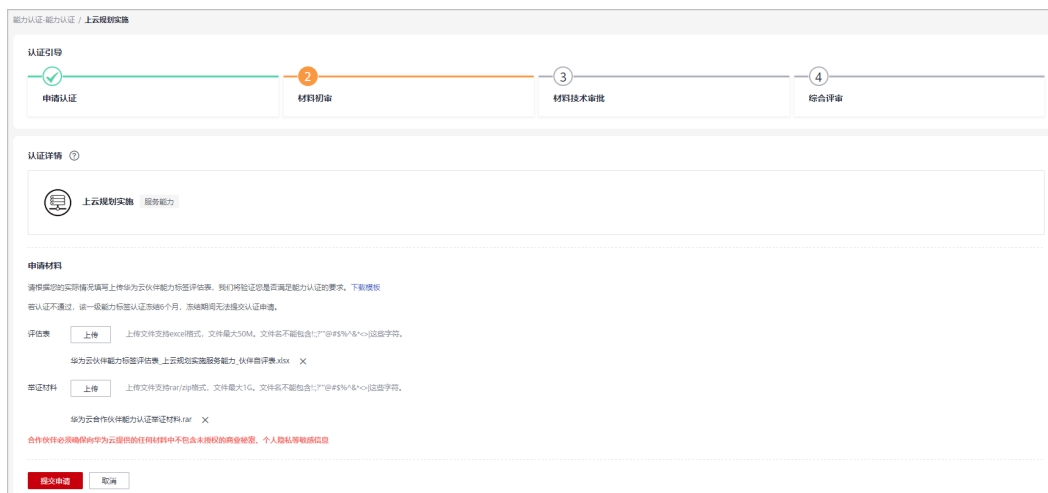 能力认证-能力认证 / 上云规划实施
认证引导
2
3
4
申请认证
材料初审
材料技术审批
综合评审
认证详情 ?
上云规划实施 服务能力
申请材料
请根据您的实际情况填写上传华为云伙伴能力标签评估表，我们将验证您是否满足能力认证的要求。下载模板
若认证不通过，该一级能力标签认证冻结6个月，冻结期间无法提交认证申请。
评估表 上传 上传文件支持excel格式，文件最大50M。文件名不能包含!:;?'"@#$%^&*<>|这些字符。
华为云伙伴能力标签评估表_上云规划实施服务能力_伙伴自评表.xlsx ×
举证材料 上传 上传文件支持rar/zip格式，文件最大1G。文件名不能包含!:;?'"@#$%^&*<>|这些字符。
华为云合作伙伴能力认证举证材料.rar ×
合作伙伴必须确保向华为云提供的任何材料中不包含未授权的商业秘密、个人隐私等敏感信息
提交申请 取消